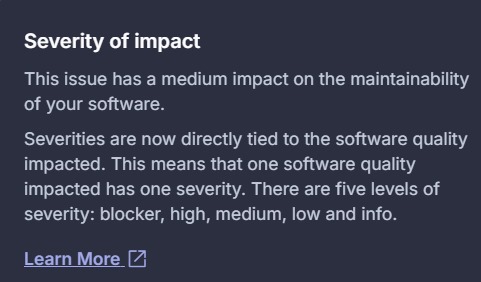 Severity of impact
This issue has a medium impact on the maintainability
of your software.
Severities are now directly tied to the software quality
impacted. This means that one software quality
impacted has one severity. There are five levels of
severity: blocker, high, medium, low and info.
Learn More